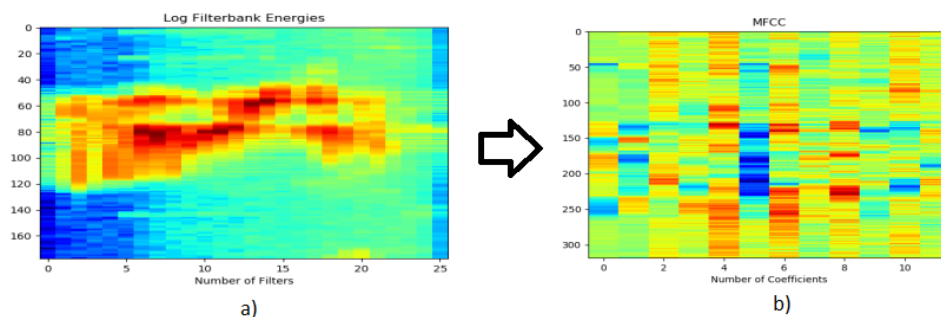 Log Filterbank Energies
0
20
40
60
80
100
120
140
160
0 5 10 15 20 25
Number of Filters
a)
MFCC
0
50
100
150
200
250
300
0 2 4 6 8 10
Number of Coefficients
b)